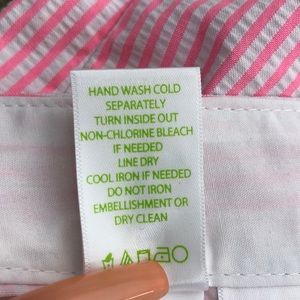 HAND WASH COLD
SEPARATELY
TURN INSIDE OUT
NON-CHLORINE BLEACH
IF NEEDED
LINE DRY
COOL IRON IF NEEDED
DO NOT IRON
EMBELLISHMENT OR
DRY CLEAN